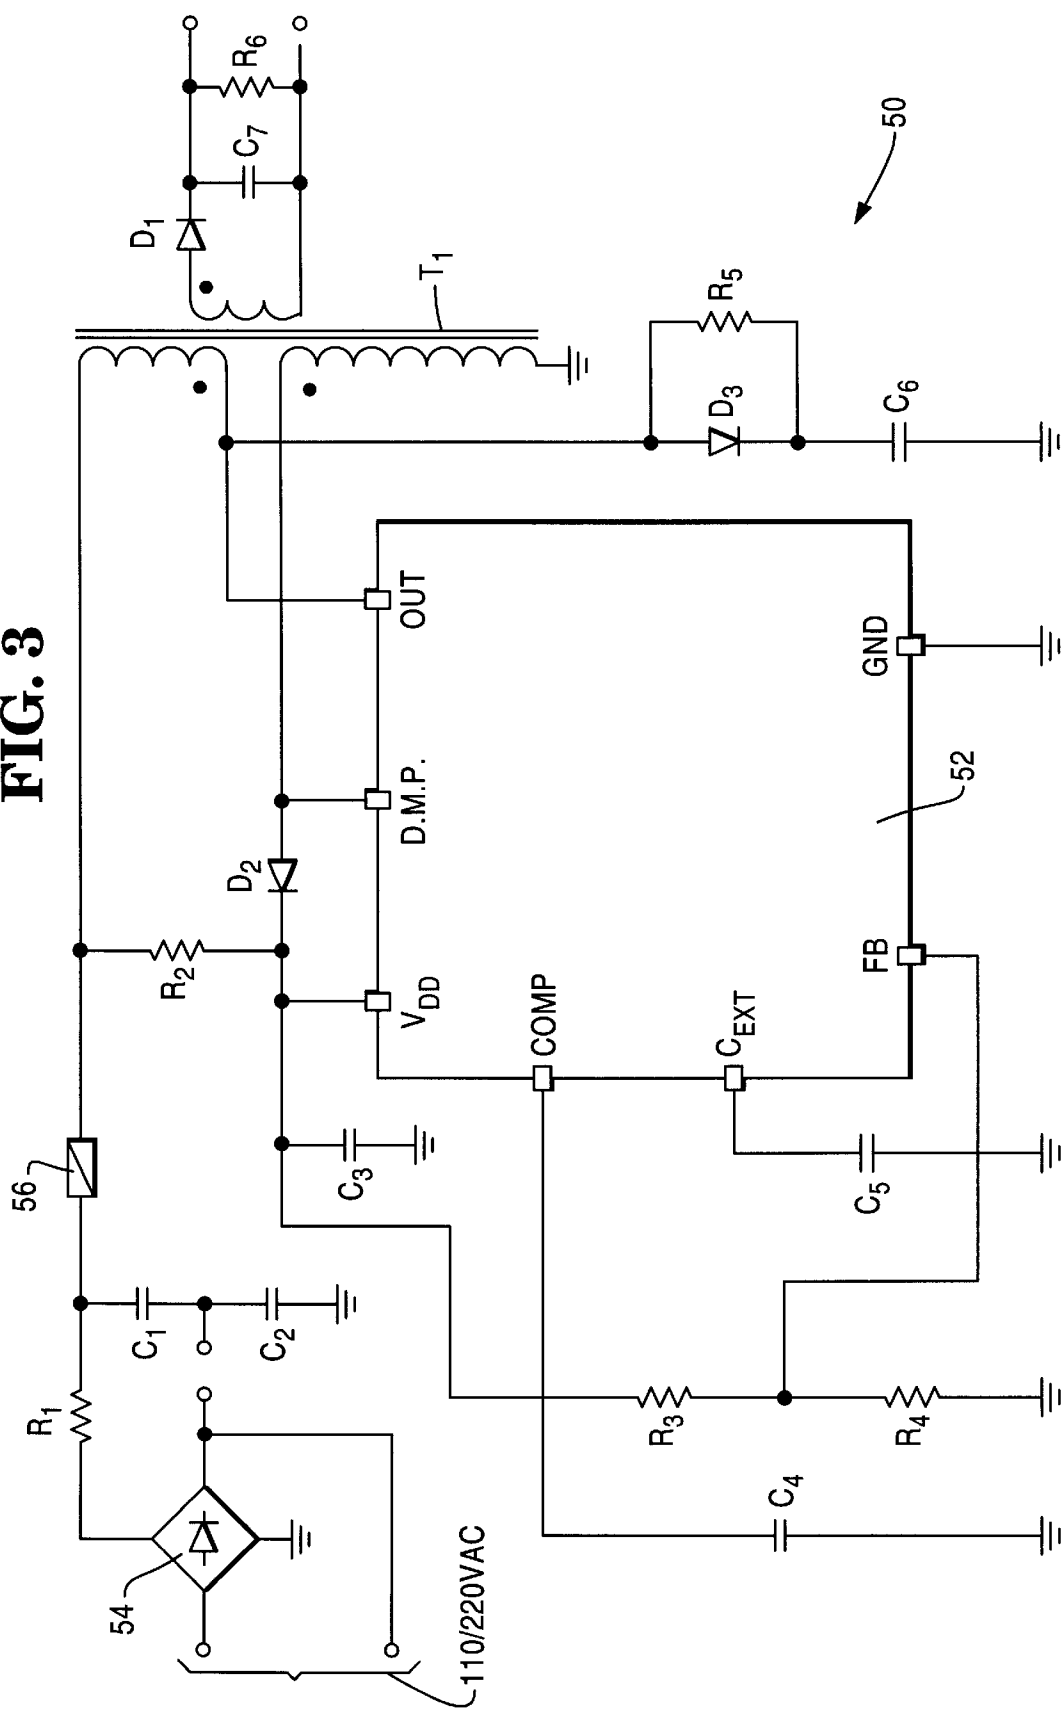 FIG. 3
54
R1
56
C1
C2
R2
D2
C3
VDD
D.M.P.
OUT
COMP
CEXT
FB
GND
52
T1
D1
C7
R6
D3
R5
C6
50
C5
R3
R4
C4
110/220VAC